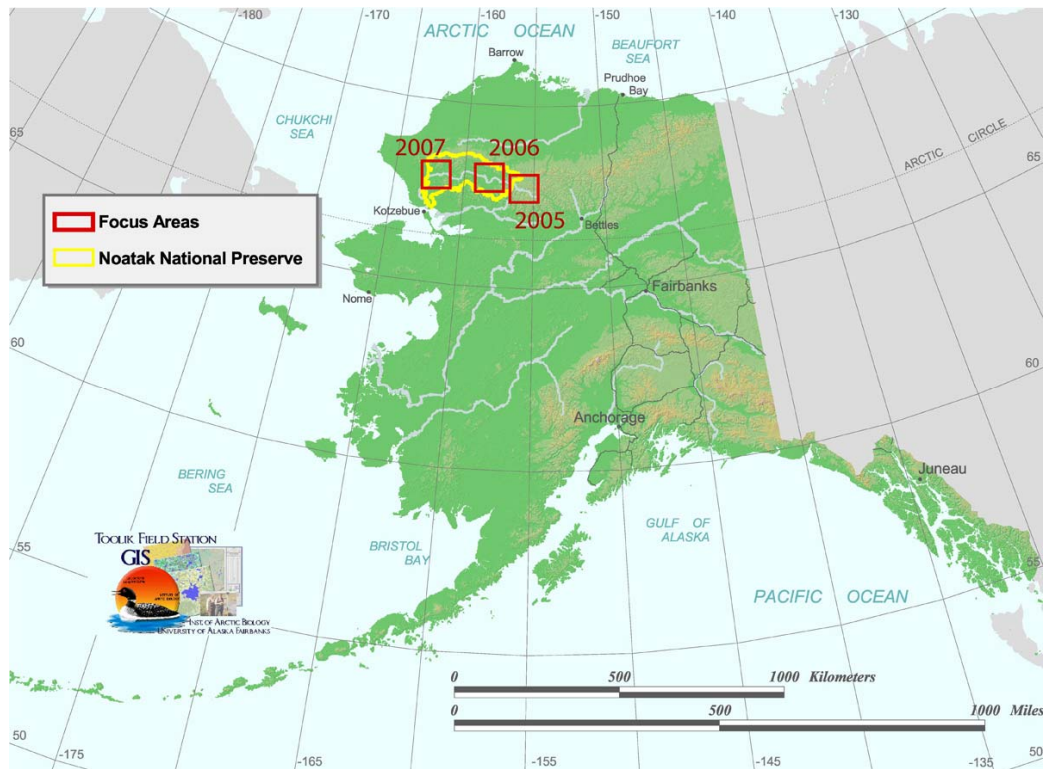 -180
-170
-160
-150
-140
-130
ARCTIC OCEAN
BEAUFORT
SEA
Barrow
Prudhoe
Bay
CHUKCHI
SEA
65
ARCTIC CIRCLE
65
2007
2006
2005
Kotzebue
Bettles
Focus Areas
Noatak National Preserve
Nome
Fairbanks
60
60
Anchorage
Juneau
BERING
SEA
GULF OF
ALASKA
BRISTOL
BAY
55
55
TOOLIK FIELD STATION
GIS
INST. OF ARCTIC BIOLOGY
UNIVERSITY OF ALASKA FAIRBANKS
PACIFIC OCEAN
0 500 1000 Kilometers
0 500 1000 Miles
50
-175
-165
-155
-145
-135
50